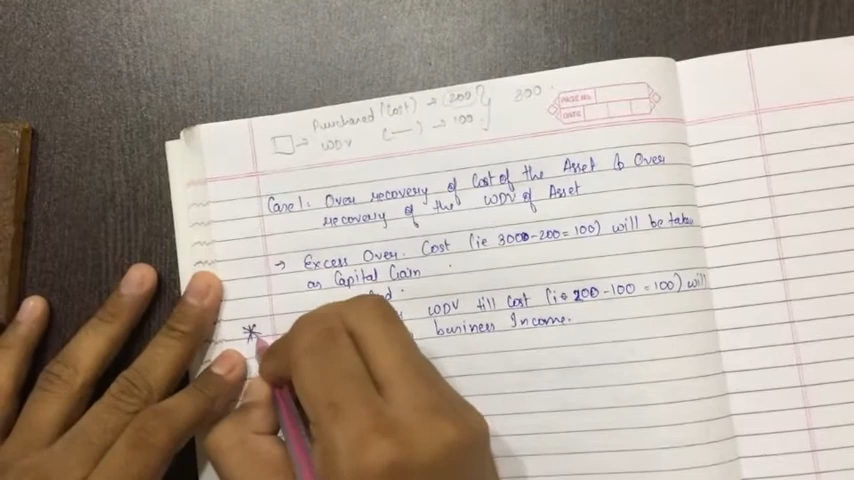 Purchased (Cost) → 200 } 300
□→ WDV (—) → 100
PAGE NO.
DATE
Case 1: Over recovery of Cost of the Asset & Over
recovery of the WDV of Asset
→ Excess Over Cost (ie 3000-200=100) will be taken
as Capital Gain
WDV till Cost (ie 200-100=100) will
business Income.
*